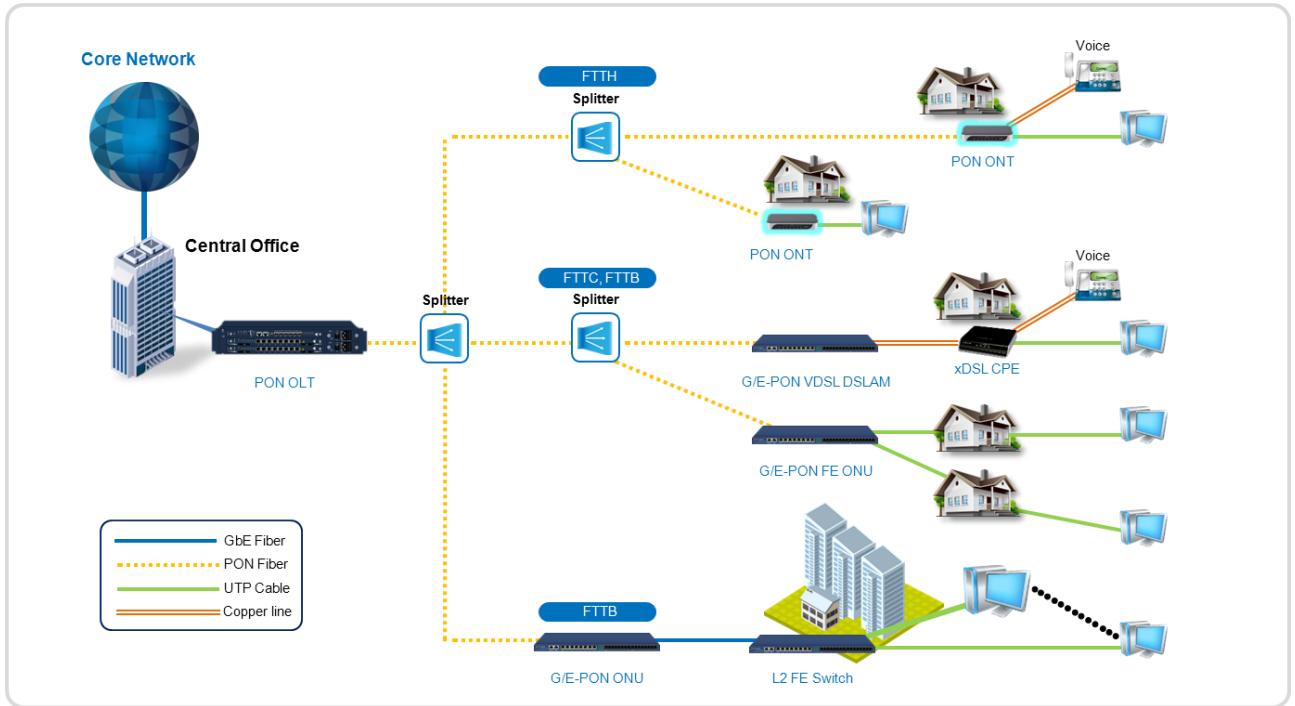 Core Network
Central Office
PON OLT
Splitter
FTTH
Splitter
Voice
PON ONT
PON ONT
FTTC, FTTB
Splitter
Voice
G/E-PON VDSL DSLAM
xDSL CPE
G/E-PON FE ONU
FTTB
G/E-PON ONU
L2 FE Switch
GbE Fiber
PON Fiber
UTP Cable
Copper line